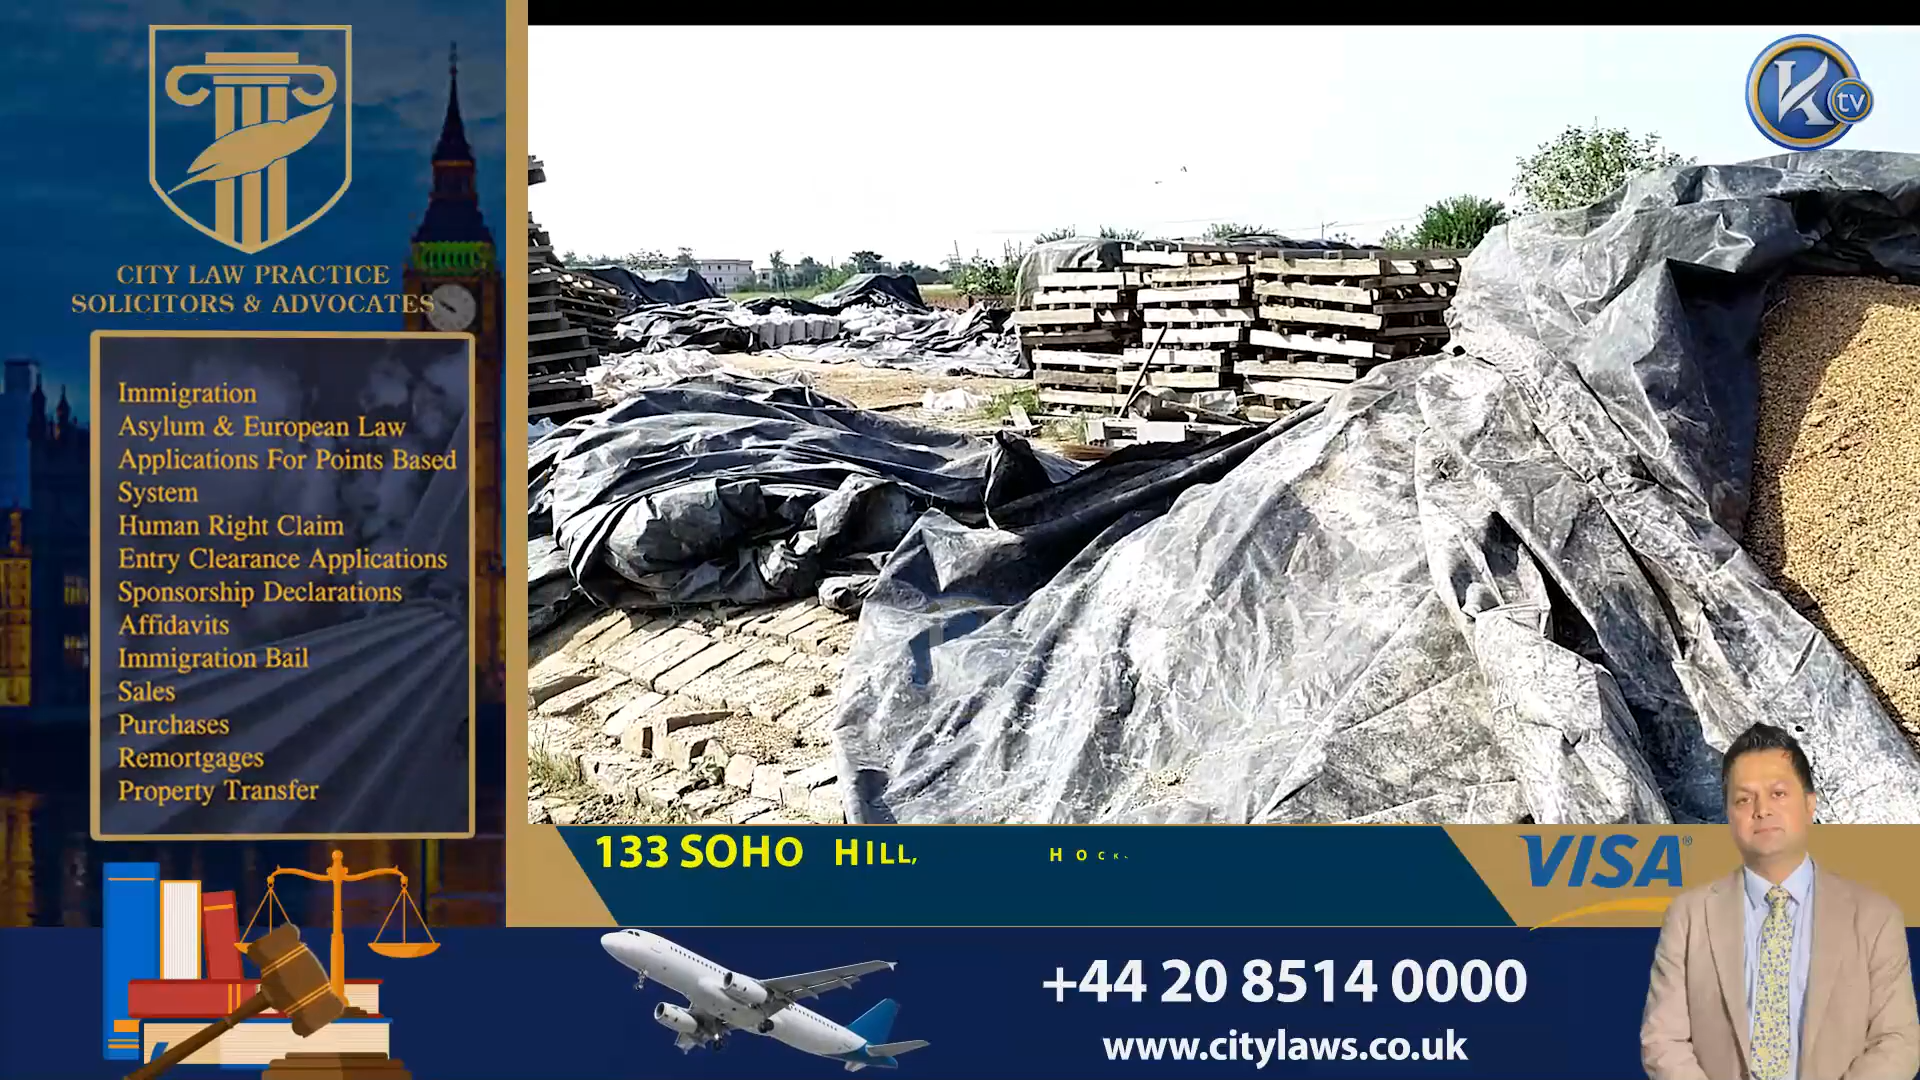 CITY LAW PRACTICE
SOLICITORS & ADVOCATES
Immigration
Asylum & European Law
Applications For Points Based
System
Human Right Claim
Entry Clearance Applications
Sponsorship Declarations
Affidavits
Immigration Bail
Sales
Purchases
Remortgages
Property Transfer
K tv
133 SOHO HILL, HOCK
VISA
+44 20 8514 0000
www.citylaws.co.uk